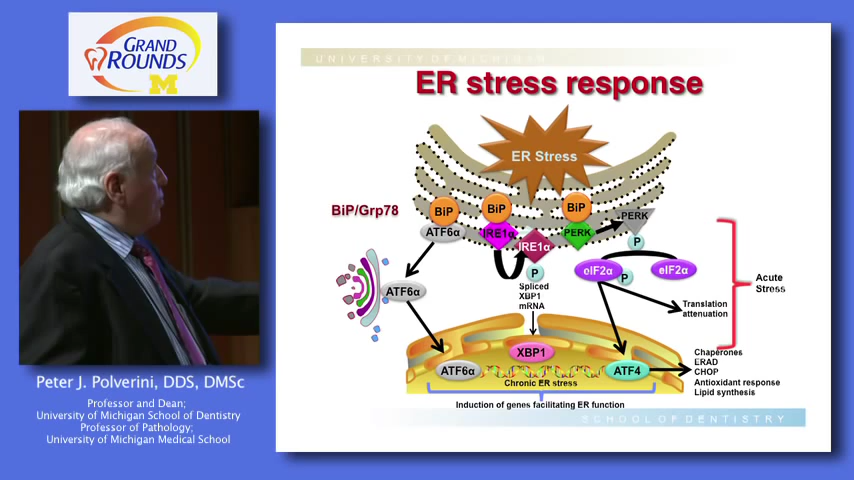 GRAND
ROUNDS
M
Peter J. Polverini, DDS, DMSc
Professor and Dean;
University of Michigan School of Dentistry
Professor of Pathology;
University of Michigan Medical School
UNIVERSITY OF MICHIGAN
ER stress response
ER Stress
BiP/Grp78
BiP
BiP
BiP
ATF6α
IRE1α
PERK
PERK
IRE1α
P
P
eIF2α
P
eIF2α
ATF6α
Spliced
XBP1
mRNA
Translation
attenuation
Acute
Stress
XBP1
ATF6α
ATF4
Chronic ER stress
Chaperones
ERAD
CHOP
Antioxidant response
Lipid synthesis
Induction of genes facilitating ER function
SCHOOL OF DENTISTRY